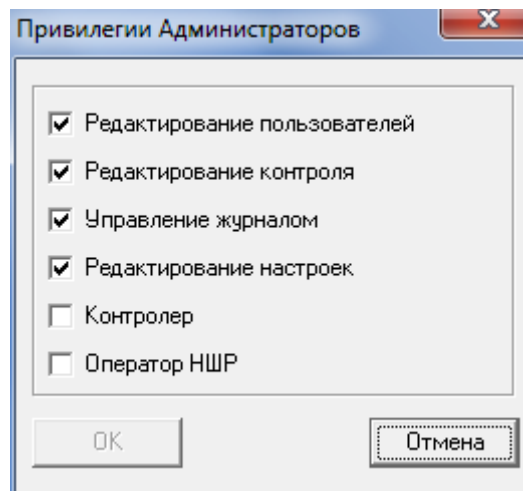 Привилегии Администраторов
Редактирование пользователей
Редактирование контроля
Управление журналом
Редактирование настроек
Контролер
Оператор НШР
OK
Отмена